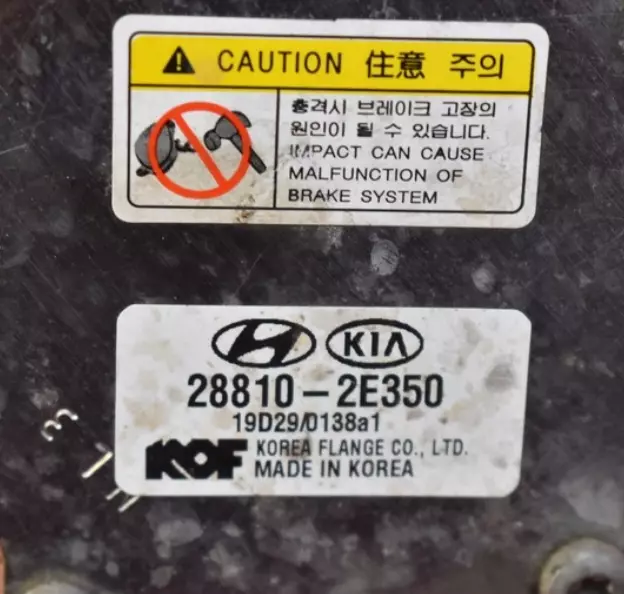 CAUTION 住意 주의
충격시 브레이크 고장의
원인이 될 수 있습니다.
IMPACT CAN CAUSE
MALFUNCTION OF
BRAKE SYSTEM
KIA
28810-2E350
19D29/0138a1
KOF KOREA FLANGE CO., LTD.
MADE IN KOREA